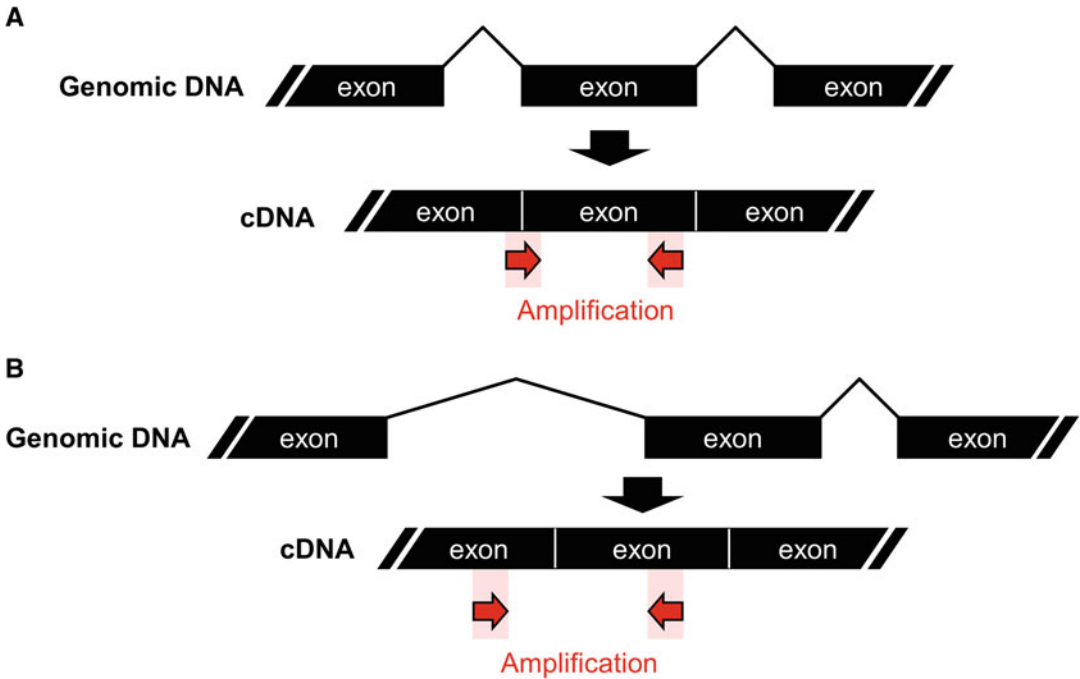 A
Genomic DNA exon exon exon
cDNA exon exon exon
Amplification
B
Genomic DNA exon exon exon
cDNA exon exon exon
Amplification